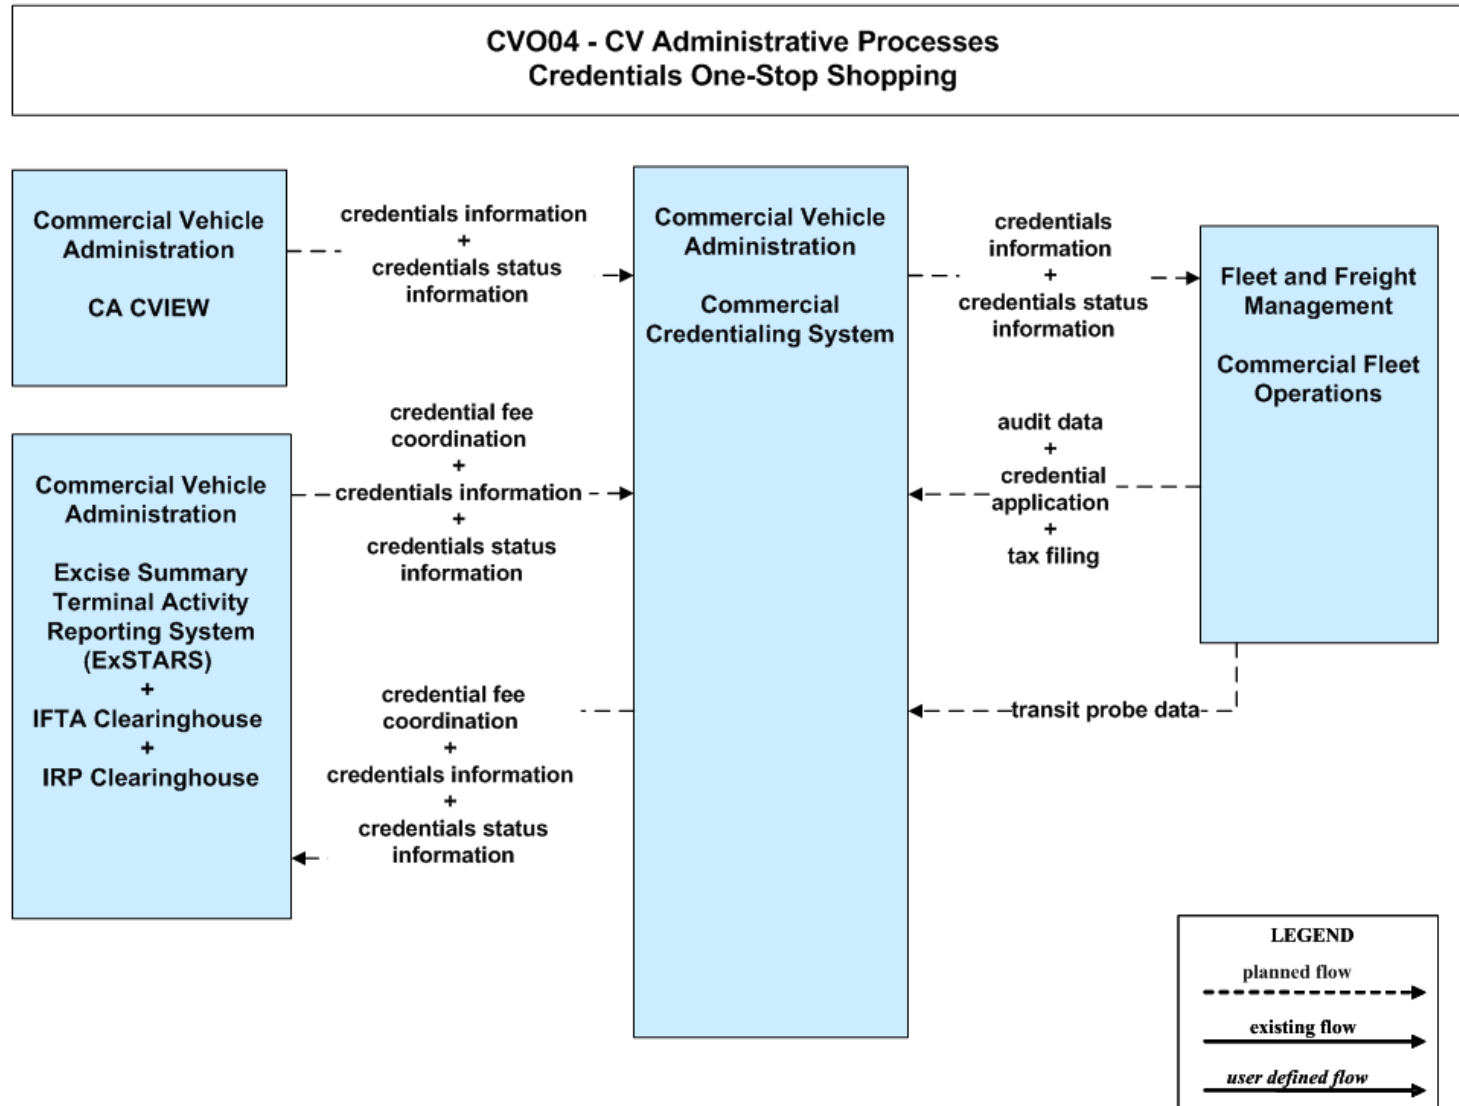 CVO04 - CV Administrative Processes
Credentials One-Stop Shopping
Commercial Vehicle
Administration
CA CVIEW
credentials information
+
credentials status
information
Commercial Vehicle
Administration
Commercial
Credentialing System
credentials
information
+
credentials status
information
Fleet and Freight
Management
Commercial Fleet
Operations
Commercial Vehicle
Administration
Excise Summary
Terminal Activity
Reporting System
(ExSTARS)
+
IFTA Clearinghouse
+
IRP Clearinghouse
credential fee
coordination
+
credentials information
+
credentials status
information
audit data
+
credential
application
+
tax filing
credential fee
coordination
+
credentials information
+
credentials status
information
transit probe data
LEGEND
planned flow
existing flow
user defined flow